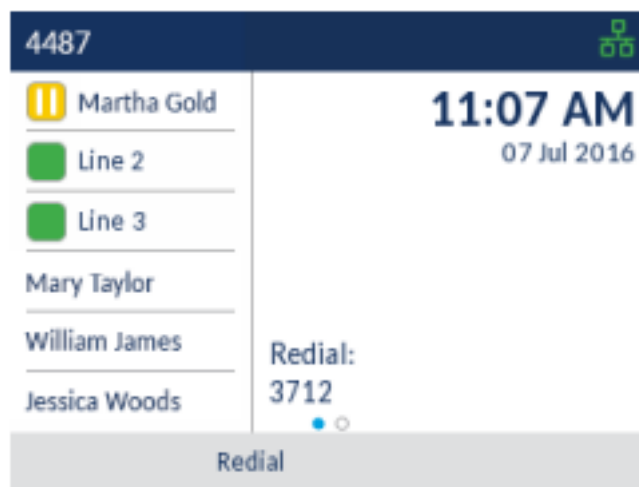 4487
Martha Gold
Line 2
Line 3
Mary Taylor
William James
Jessica Woods
11:07 AM
07 Jul 2016
Redial:
3712
Redial